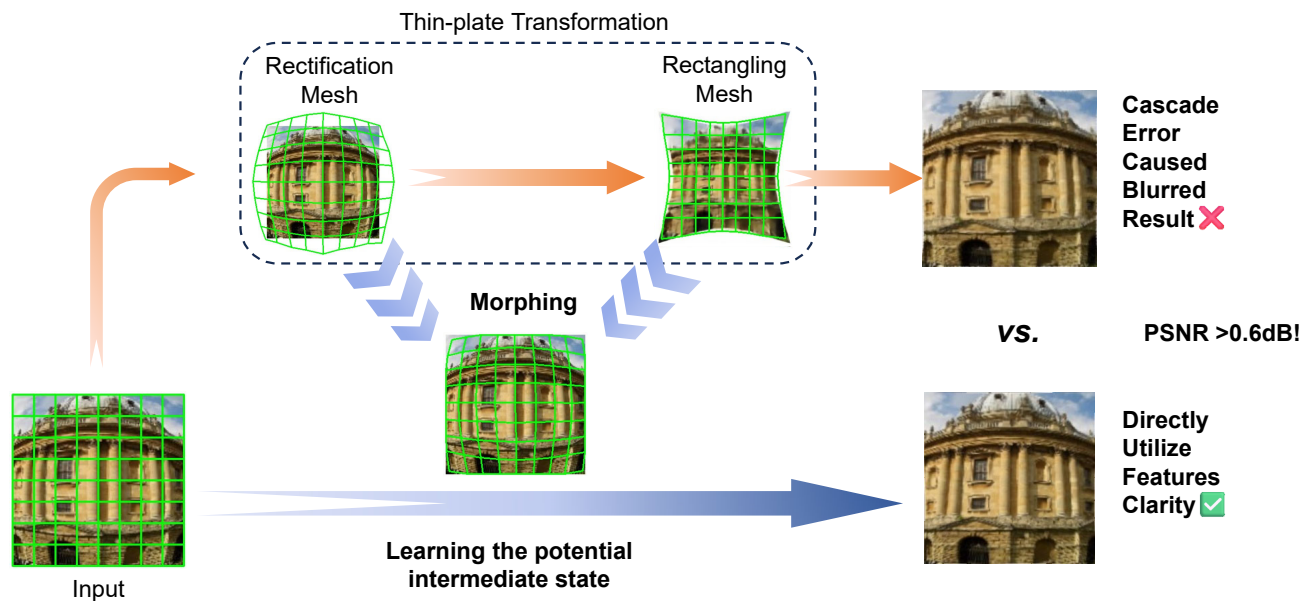 Thin-plate Transformation
Rectification
Mesh
Rectangling
Mesh
Cascade
Error
Caused
Blurred
Result ❌
Morphing
vs.
PSNR >0.6dB!
Directly
Utilize
Features
Clarity ✅
Learning the potential
intermediate state
Input